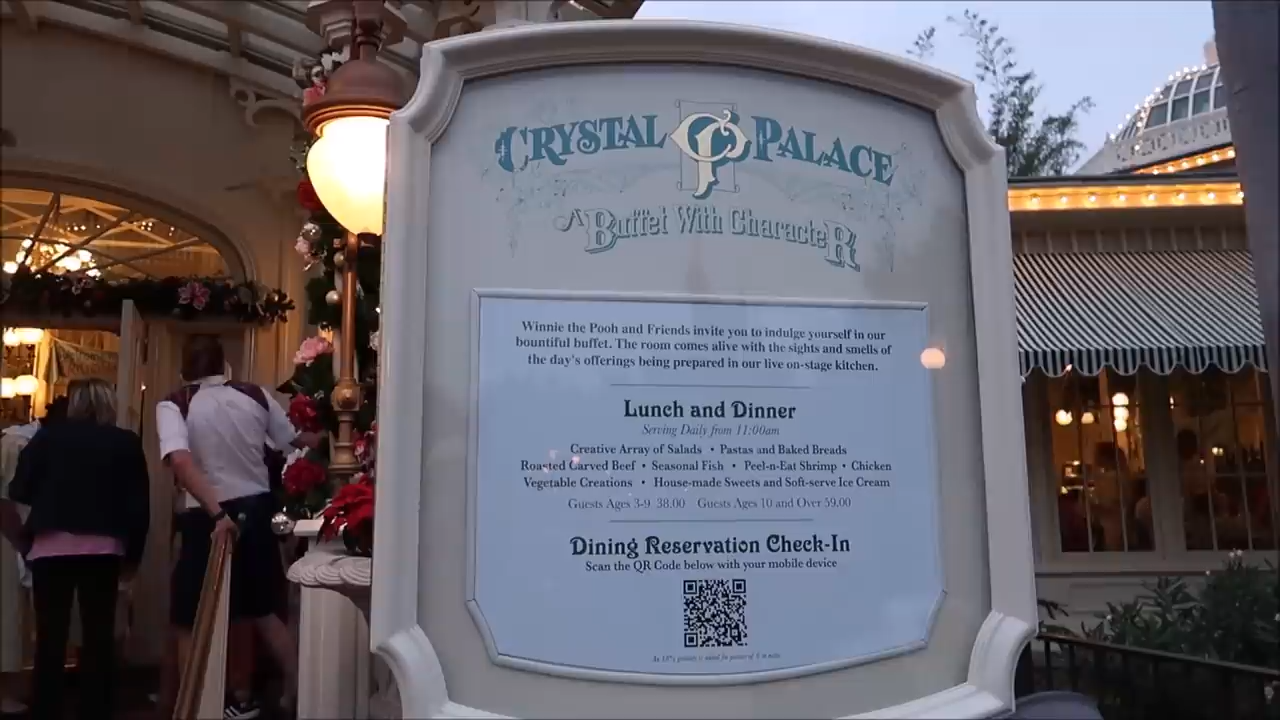 CRYSTAL CP PALACE
A Buffet With Character
Winnie the Pooh and Friends invite you to indulge yourself in our
bountiful buffet. The room comes alive with the sights and smells of
the day's offerings being prepared in our live on-stage kitchen.
Lunch and Dinner
Serving Daily from 11:00am
Creative Array of Salads • Pastas and Baked Breads
Roasted Carved Beef • Seasonal Fish • Peel-n-Eat Shrimp • Chicken
Vegetable Creations • House-made Sweets and Soft-serve Ice Cream
Guests Ages 3-9 38.00 Guests Ages 10 and Over 59.00
Dining Reservation Check-In
Scan the QR Code below with your mobile device